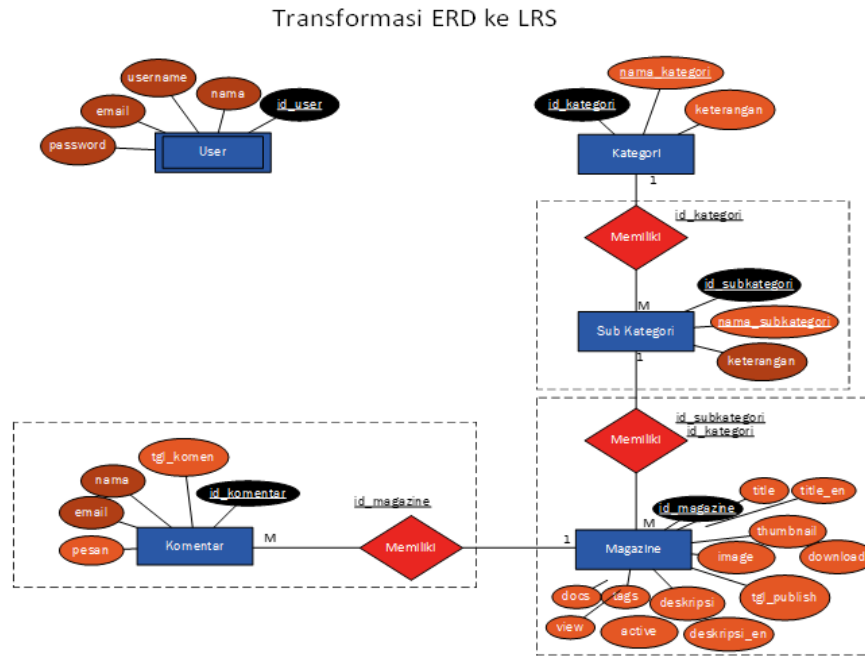 Transformasi ERD ke LRS
username
nama
id_user
email
password
User
nama_kategori
id_kategori
keterangan
Kategori
1
id_kategori
Memiliki
id_subkategori
M
nama_subkategori
Sub Kategori
1
keterangan
id_subkategori
id_kategori
Memiliki
tgl_komen
nama
id_komentar
email
pesan
Komentar
M
id_magazine
Memiliki
1
id_magazine
title
title_en
M
thumbnail
Magazine
image
download
docs
tags
deskripsi
tgl_publish
view
active
deskripsi_en